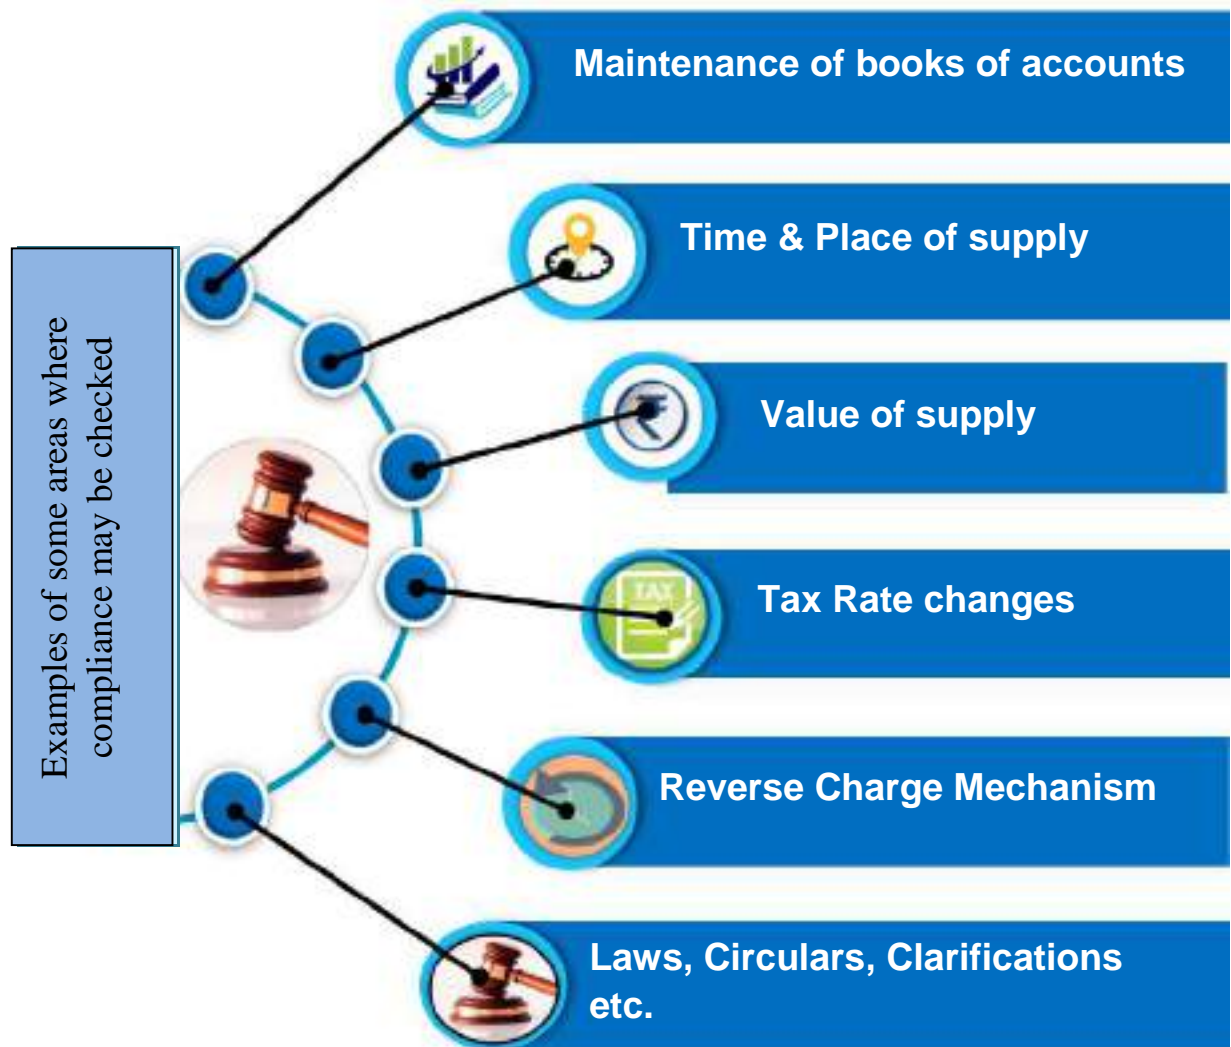 Examples of some areas where
compliance may be checked
Maintenance of books of accounts
Time & Place of supply
Value of supply
₹
TAX
Tax Rate changes
Reverse Charge Mechanism
Laws, Circulars, Clarifications
etc.